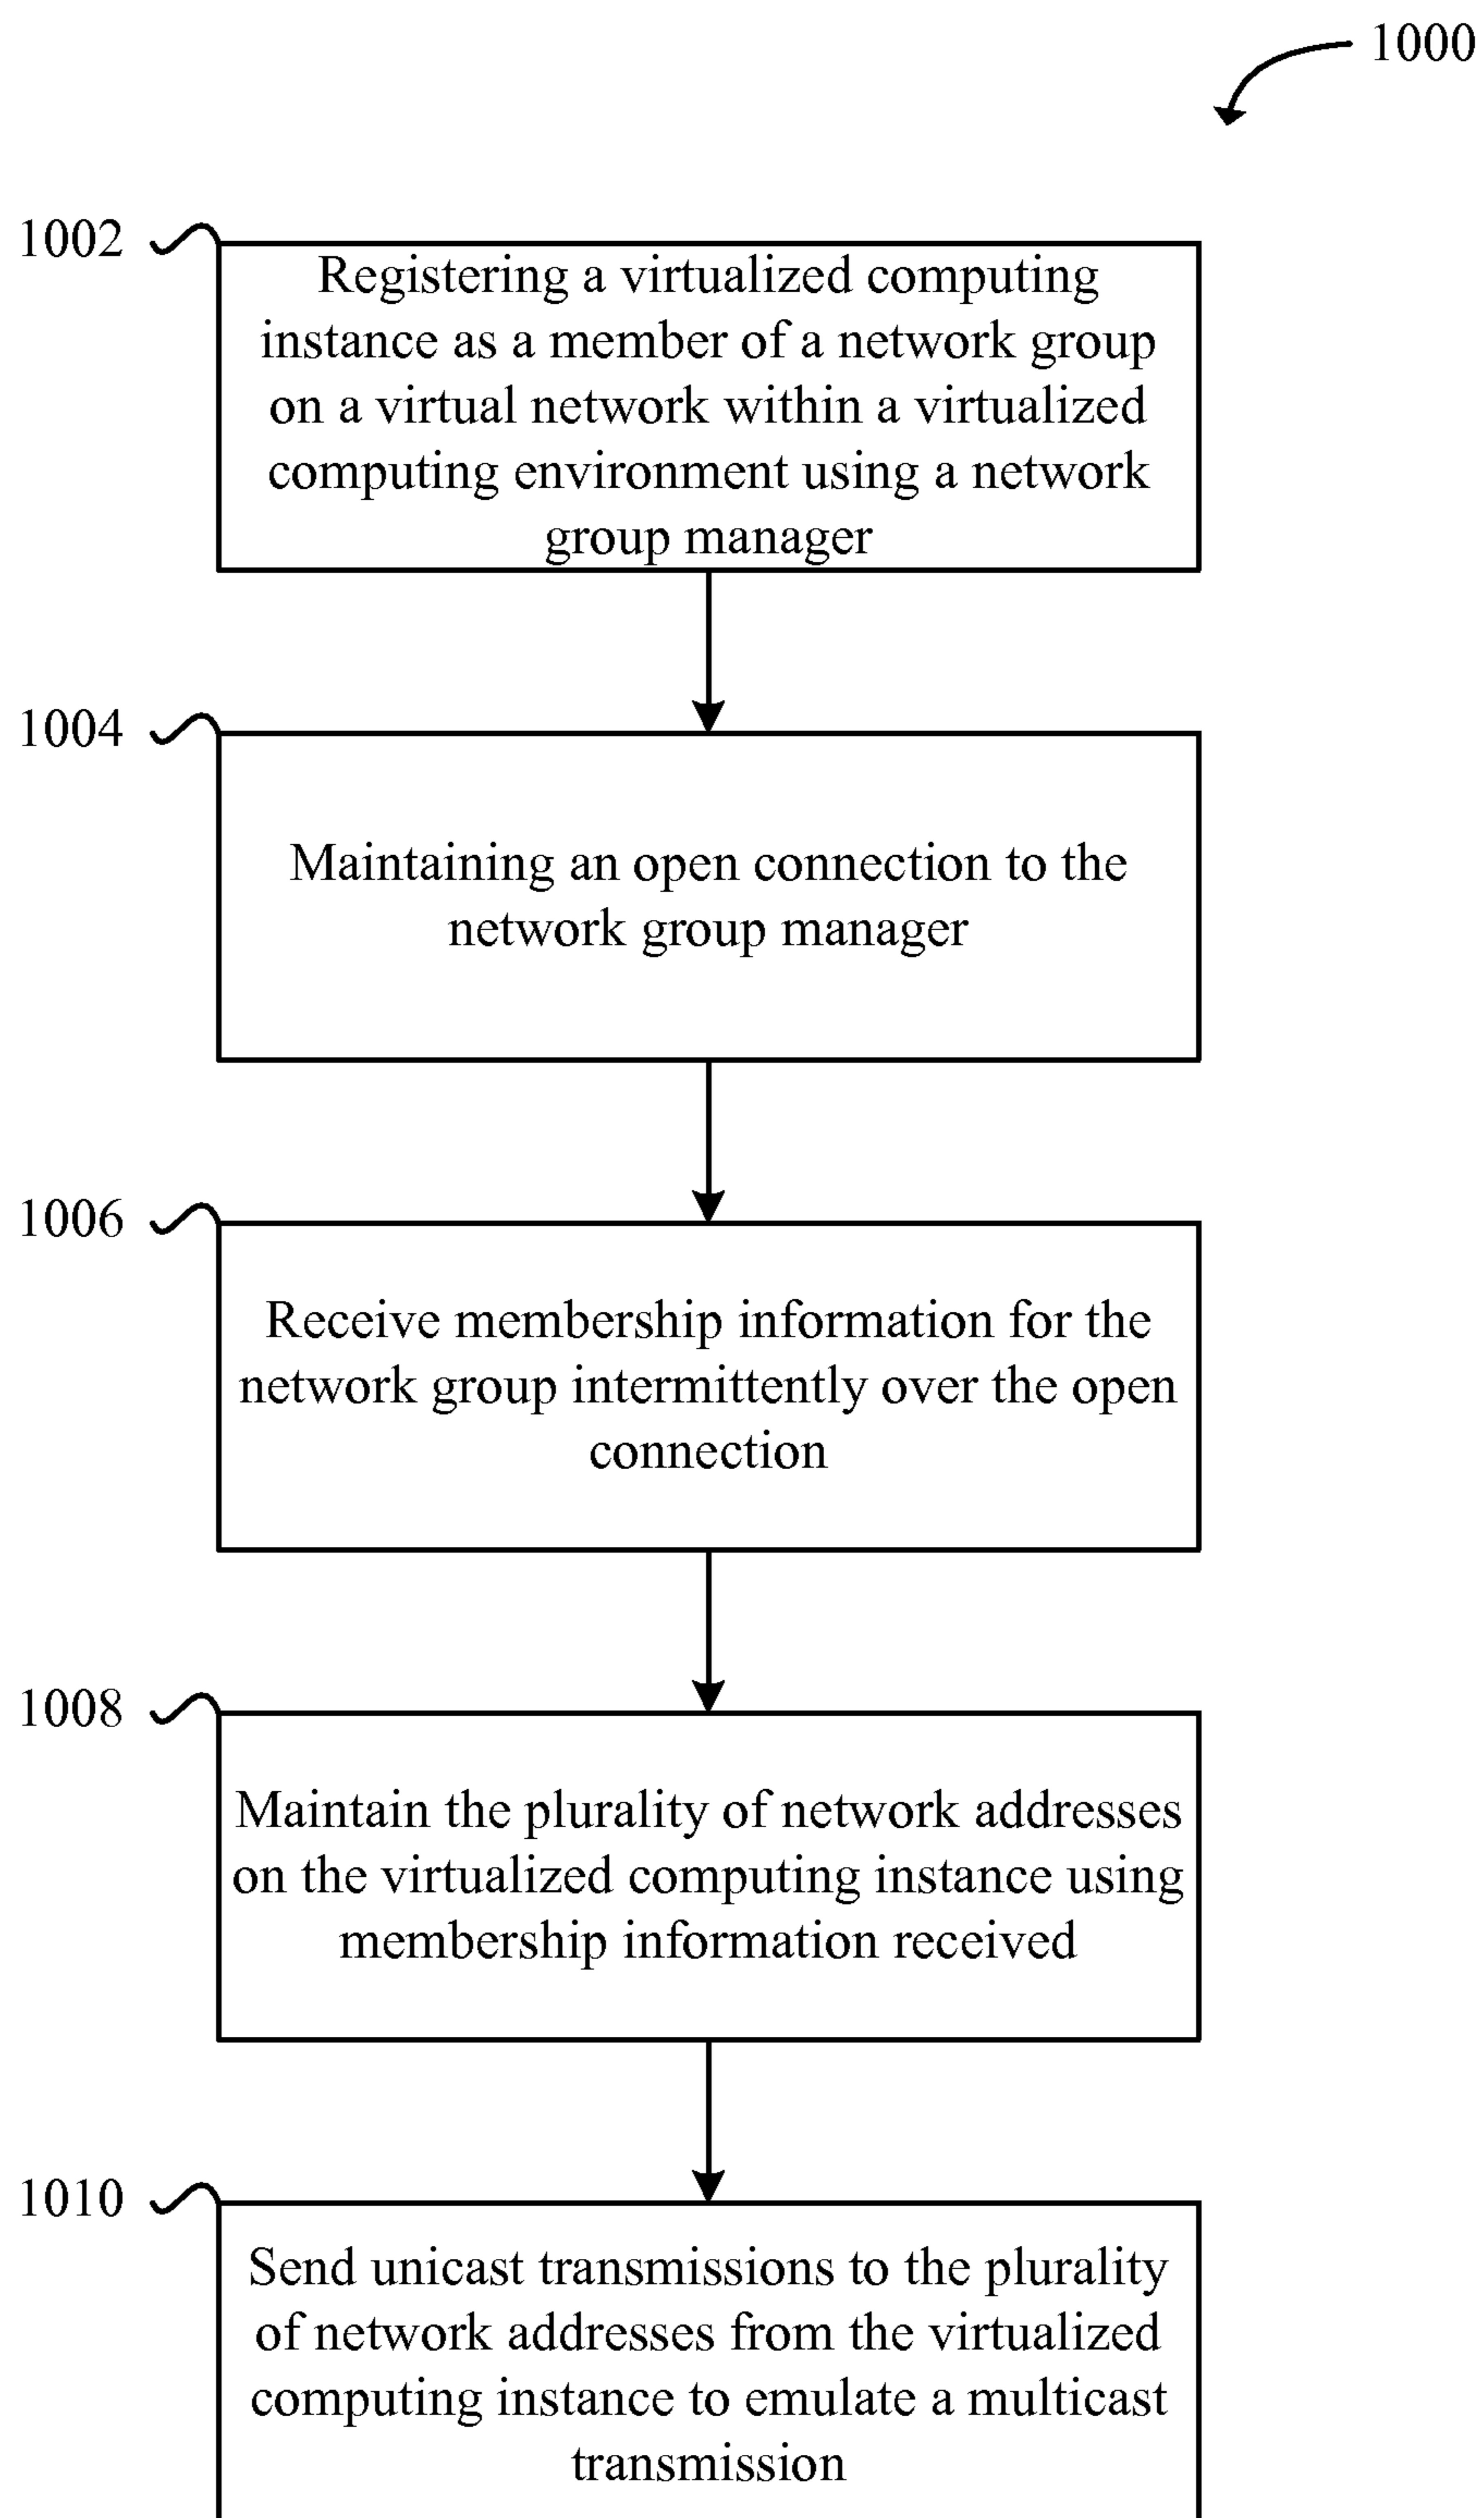 1000
1002
Registering a virtualized computing
instance as a member of a network group
on a virtual network within a virtualized
computing environment using a network
group manager
1004
Maintaining an open connection to the
network group manager
1006
Receive membership information for the
network group intermittently over the open
connection
1008
Maintain the plurality of network addresses
on the virtualized computing instance using
membership information received
1010
Send unicast transmissions to the plurality
of network addresses from the virtualized
computing instance to emulate a multicast
transmission